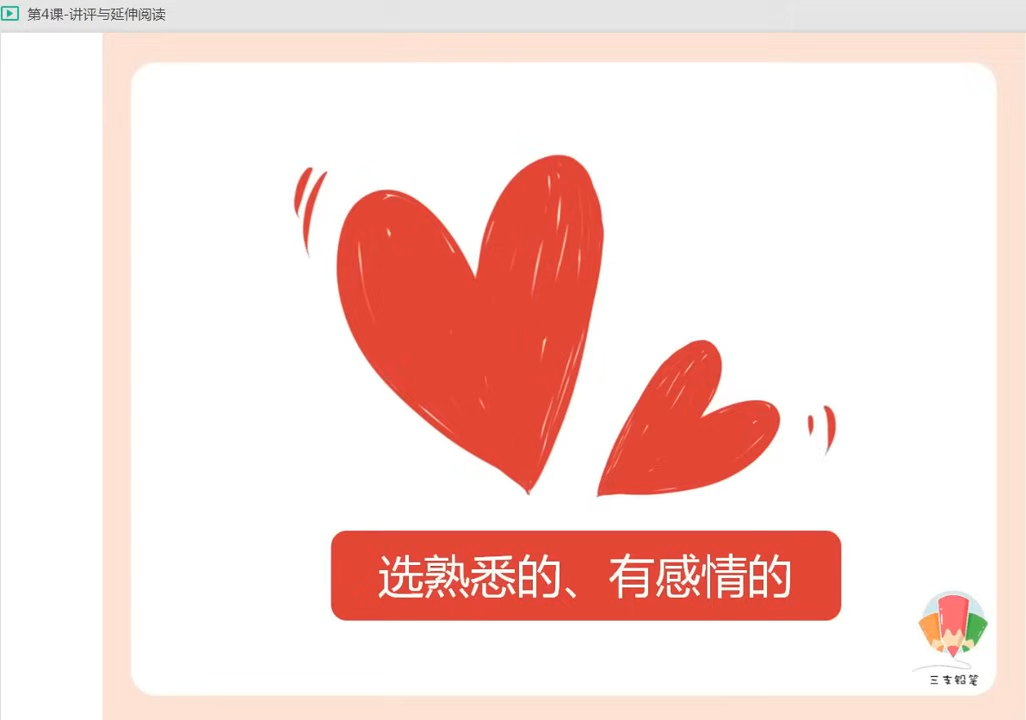 第4课-讲评与延伸阅读
选熟悉的、有感情的
三支铅笔